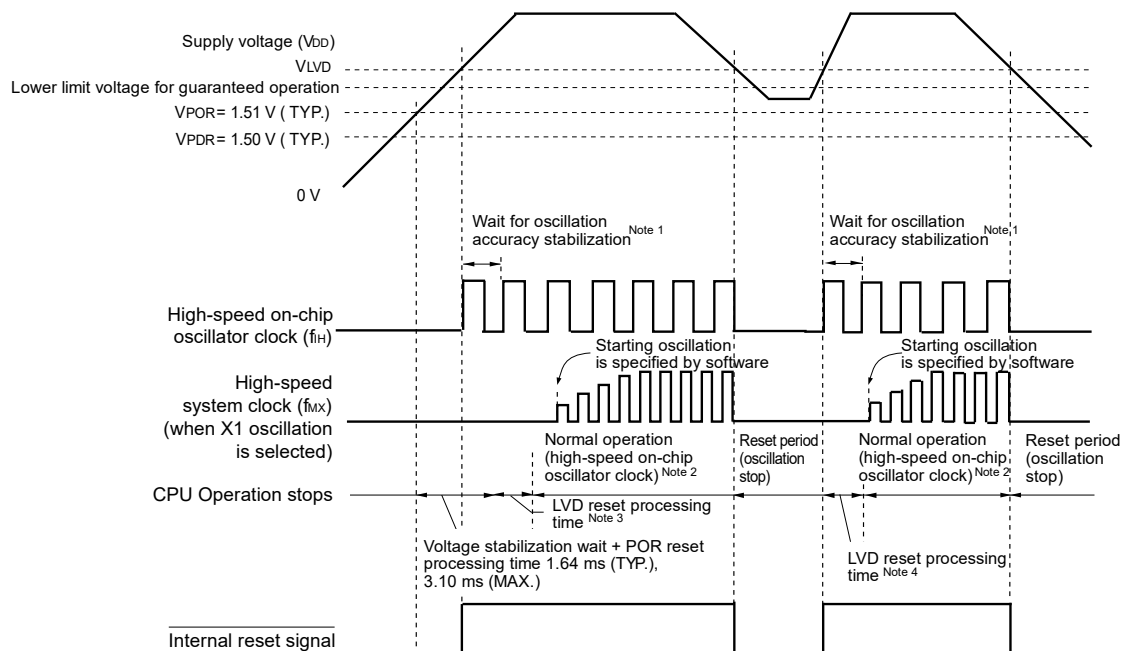 Supply voltage (VDD)
VLVD
Lower limit voltage for guaranteed operation
VPOR= 1.51 V ( TYP.)
VPDR= 1.50 V ( TYP.)
0 V
Wait for oscillation
accuracy stabilization Note 1
Wait for oscillation
accuracy stabilization Note 1
High-speed on-chip
oscillator clock (fIH)
Starting oscillation
is specified by software
Starting oscillation
is specified by software
High-speed
system clock (fMX)
(when X1 oscillation
is selected)
Normal operation
(high-speed on-chip
oscillator clock) Note 2
Reset period
(oscillation
stop)
Normal operation
(high-speed on-chip
oscillator clock) Note 2
Reset period
(oscillation
stop)
CPU Operation stops
LVD reset processing
time Note 3
Voltage stabilization wait + POR reset
processing time 1.64 ms (TYP.),
3.10 ms (MAX.)
LVD reset processing
time Note 4
Internal reset signal